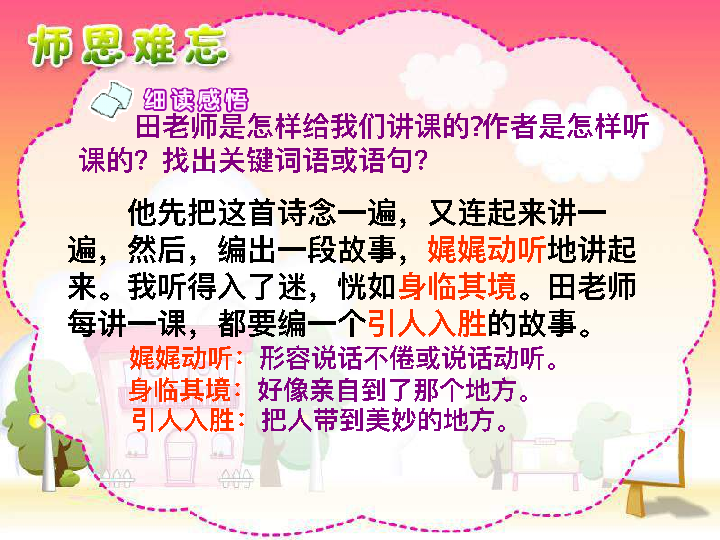 师恩难忘
细读感悟
田老师是怎样给我们讲课的?作者是怎样听
课的？找出关键词语或语句?
他先把这首诗念一遍，又连起来讲一
遍，然后，编出一段故事，娓娓动听地讲起
来。我听得入了迷，恍如身临其境。田老师
每讲一课，都要编一个引人入胜的故事。
娓娓动听：形容说话不倦或说话动听。
身临其境：好像亲自到了那个地方。
引人入胜：把人带到美妙的地方。